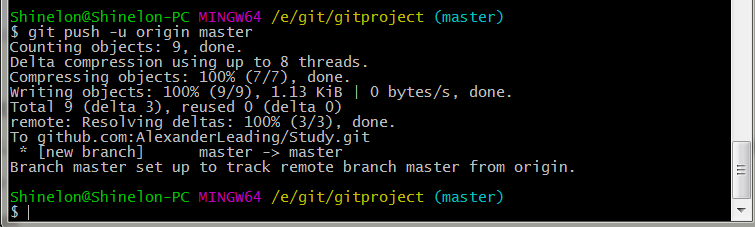 Shinelon@Shinelon-PC MINGW64 /e/git/gitproject (master)
$ git push -u origin master
Counting objects: 9, done.
Delta compression using up to 8 threads.
Compressing objects: 100% (7/7), done.
Writing objects: 100% (9/9), 1.13 KiB | 0 bytes/s, done.
Total 9 (delta 3), reused 0 (delta 0)
remote: Resolving deltas: 100% (3/3), done.
To github.com:AlexanderLeading/Study.git
 * [new branch]      master -> master
Branch master set up to track remote branch master from origin.
Shinelon@Shinelon-PC MINGW64 /e/git/gitproject (master)
$